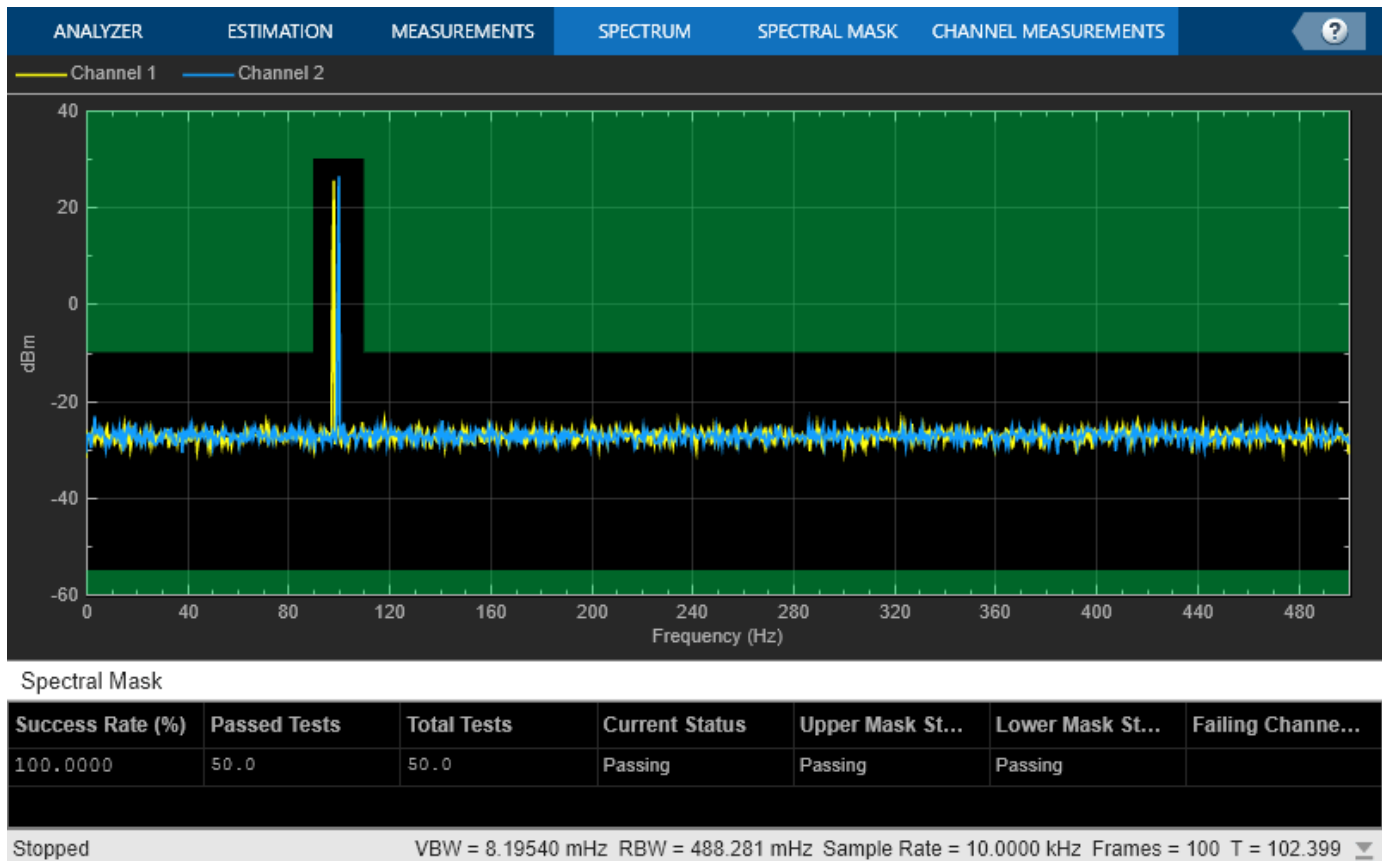 ANALYZER ESTIMATION MEASUREMENTS SPECTRUM SPECTRAL MASK CHANNEL MEASUREMENTS ?
Channel 1 Channel 2
40
20
0
dBm
-20
-40
-60
0 40 80 120 160 200 240 280 320 360 400 440 480
Frequency (Hz)
Spectral Mask
Success Rate (%) Passed Tests Total Tests Current Status Upper Mask St... Lower Mask St... Failing Channe...
100.0000 50.0 50.0 Passing Passing Passing
Stopped VBW = 8.19540 mHz RBW = 488.281 mHz Sample Rate = 10.0000 kHz Frames = 100 T = 102.399